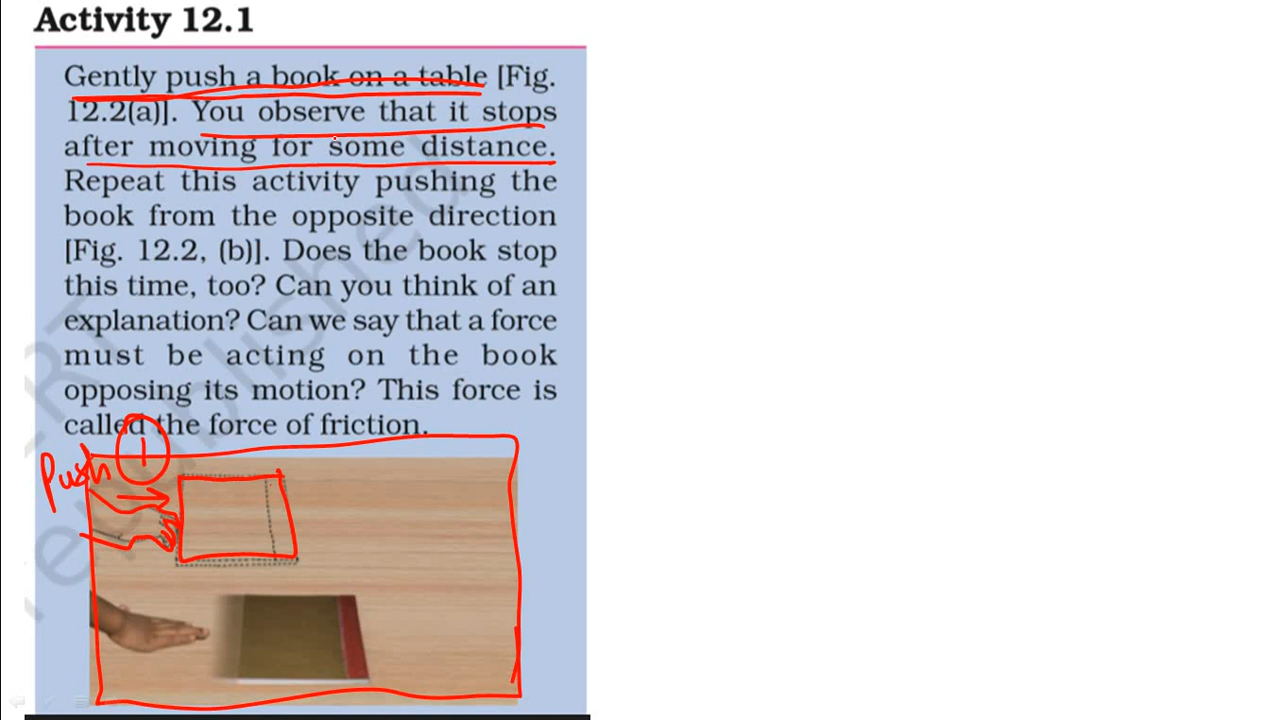 Activity 12.1
Gently push a book on a table [Fig.
12.2(a)]. You observe that it stops
after moving for some distance.
Repeat this activity pushing the
book from the opposite direction
[Fig. 12.2, (b)]. Does the book stop
this time, too? Can you think of an
explanation? Can we say that a force
must be acting on the book
opposing its motion? This force is
called the force of friction.
Push 1